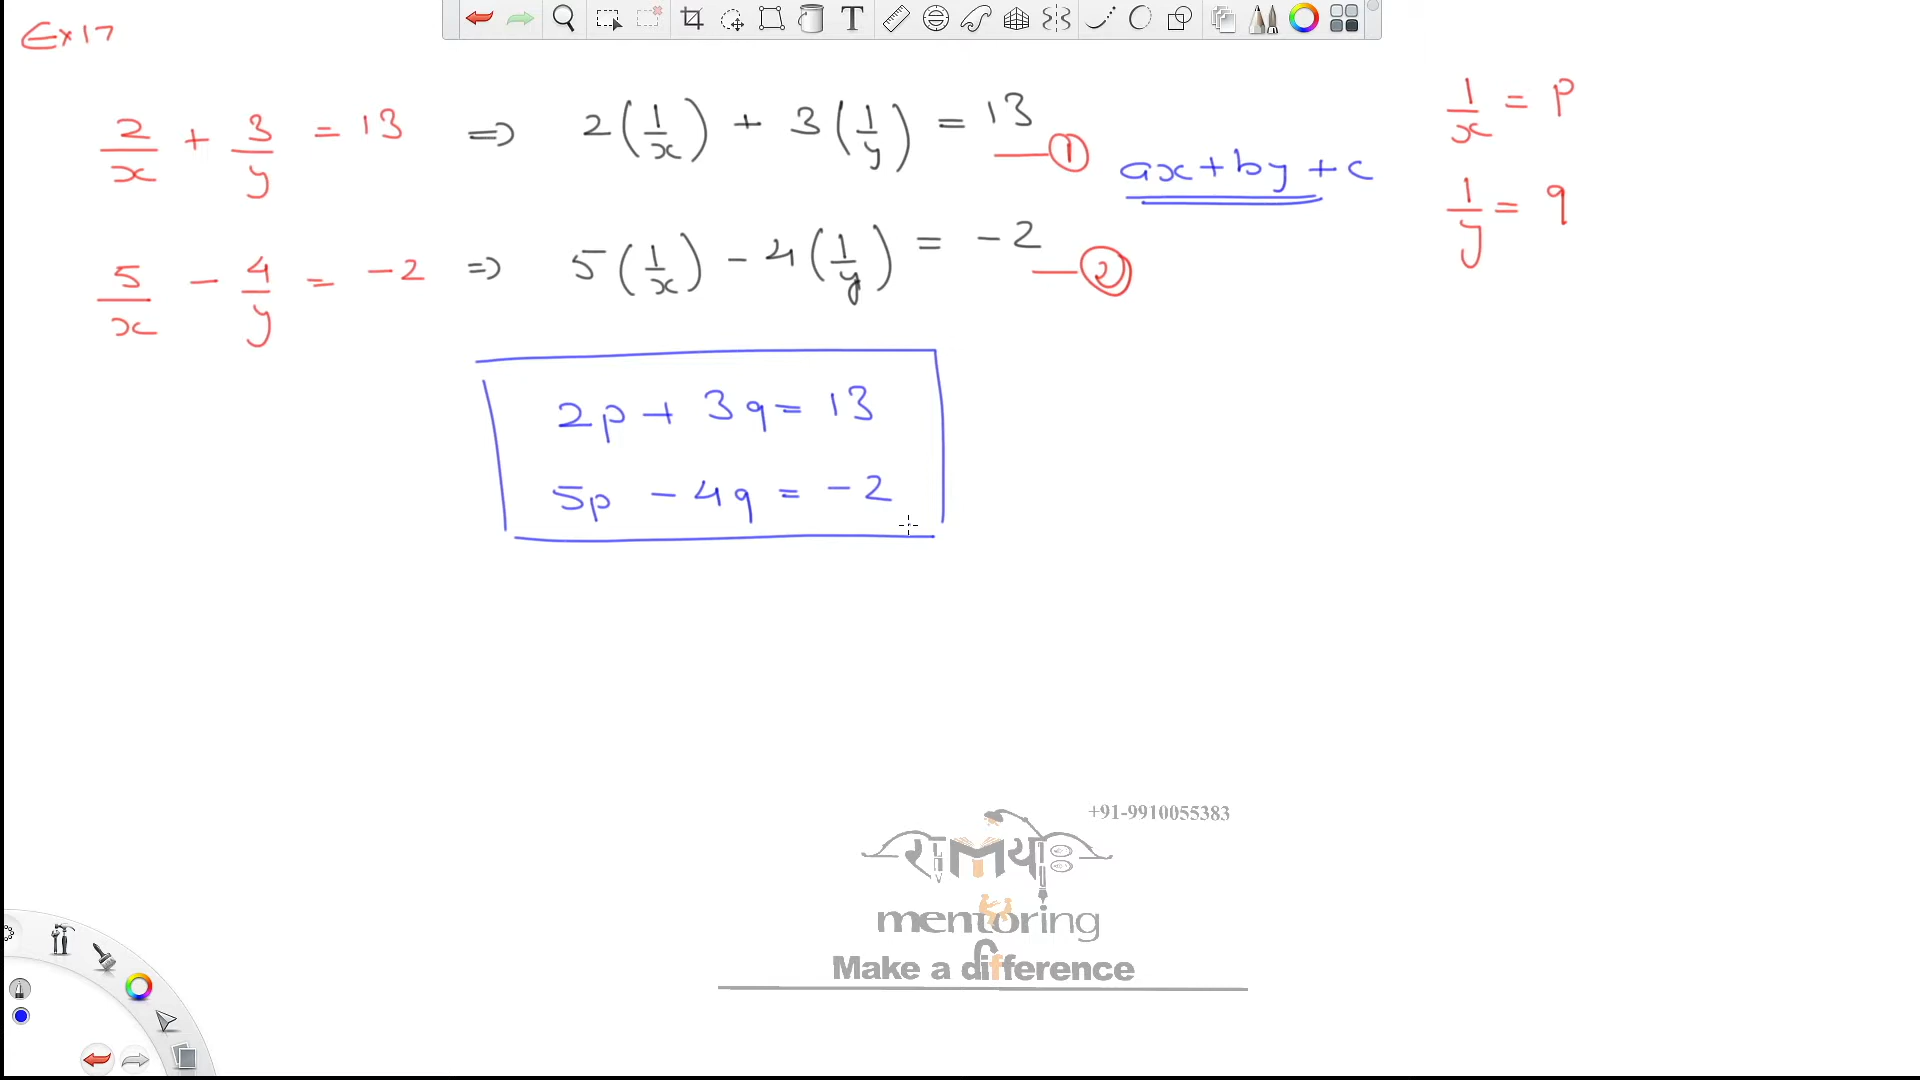 Ex 17
2/x + 3/y = 13 ⇒ 2(1/x) + 3(1/y) = 13 —①
ax+by+c
1/x = p
5/x - 4/y = -2 ⇒ 5(1/x) - 4(1/y) = -2 —②
1/y = q
2p + 3q = 13
5p - 4q = -2
+91-9910055383
राMया
mentoring
Make a difference